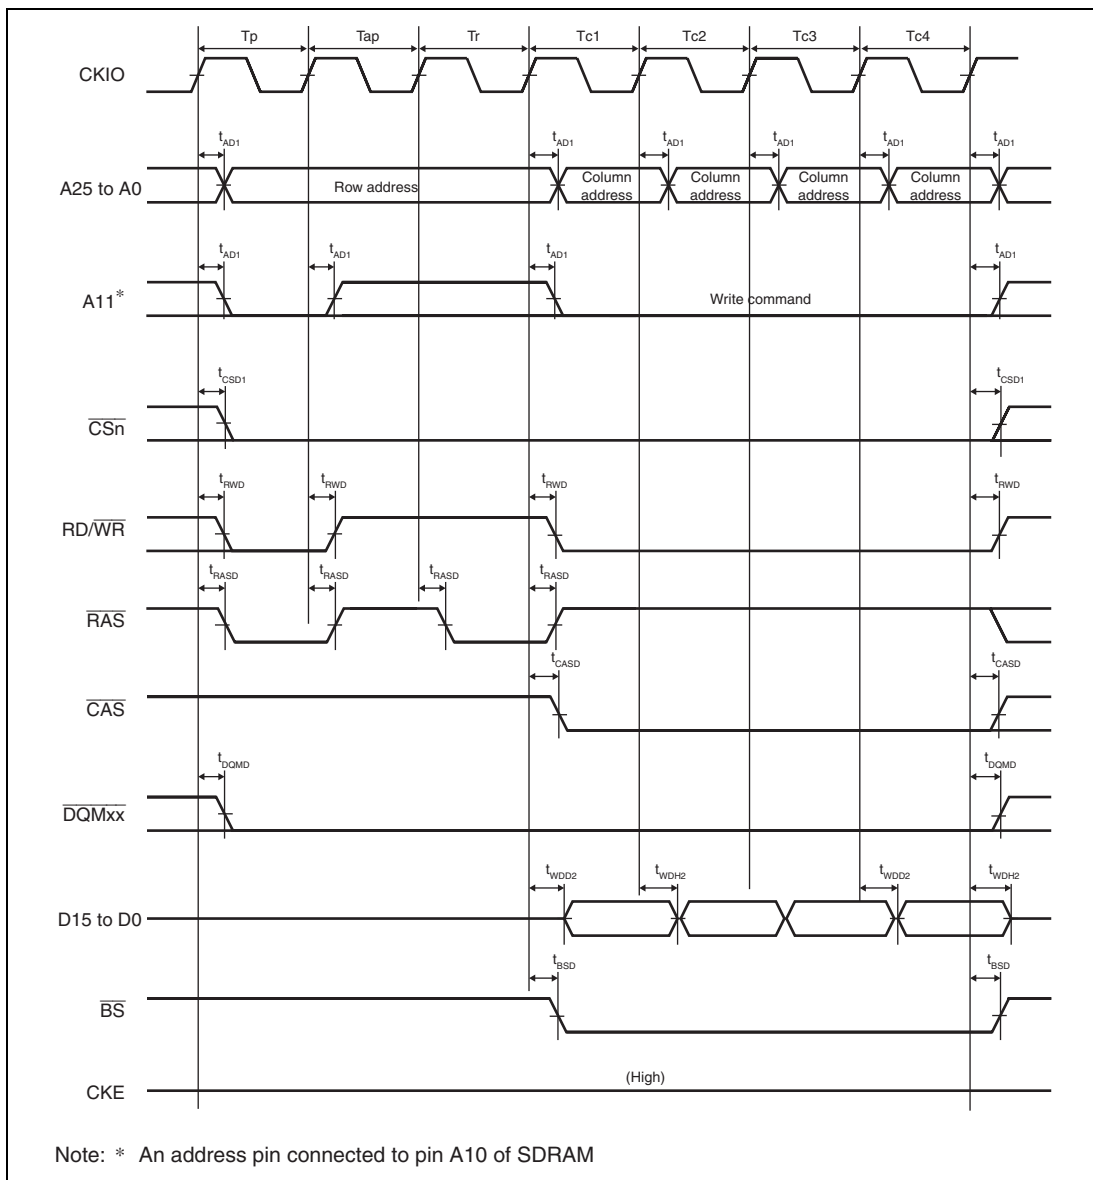 Tp Tap Tr Tc1 Tc2 Tc3 Tc4
CKIO
tAD1 tAD1 tAD1 tAD1 tAD1 tAD1
A25 to A0 Row address Column address Column address Column address Column address
tAD1 tAD1 tAD1 tAD1
A11* Write command
tCSD1 tCSD1
CSn
tRWD tRWD tRWD tRWD
RD/WR
tRASD tRASD tRASD tRASD
RAS
tCASD tCASD
CAS
tDQMD tDQMD
DQMxx
tWDD2 tWDH2 tWDD2 tWDH2
D15 to D0
tBSD tBSD
BS
(High)
CKE
Note: * An address pin connected to pin A10 of SDRAM